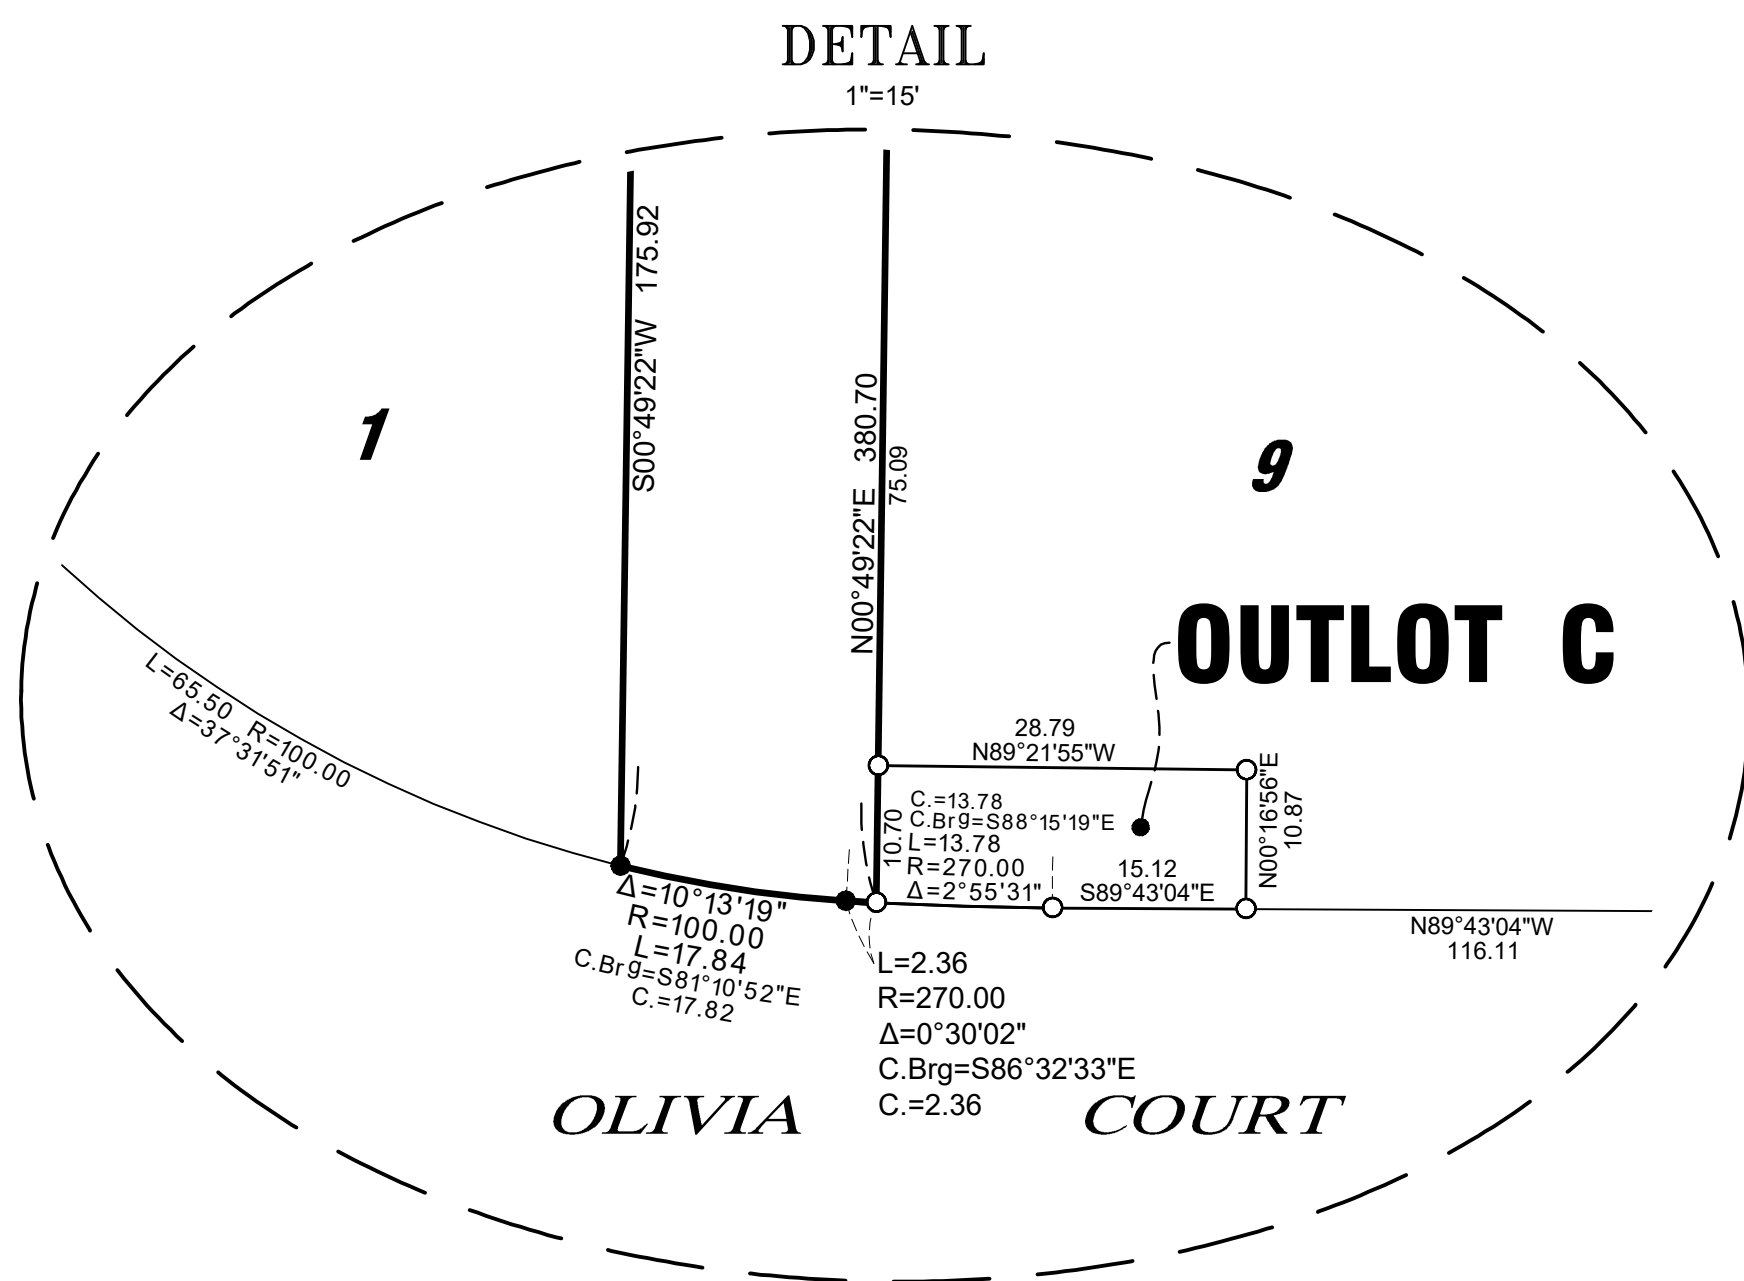 DETAIL
1"=15'
S00°49'22"W 175.92
N00°49'22"E 380.70
75.09
1
9
OUTLOT C
L=65.50 R=100.00
Δ=37°31'51"
28.79
N89°21'55"W
N00°16'56"E
10.87
10.70
C.=13.78
C.Brg=S88°15'19"E
L=13.78
R=270.00
Δ=2°55'31"
15.12
S89°43'04"E
N89°43'04"W
116.11
Δ=10°13'19"
R=100.00
L=17.84
C.Brg=S81°10'52"E
C.=17.82
L=2.36
R=270.00
Δ=0°30'02"
C.Brg=S86°32'33"E
C.=2.36
OLIVIA COURT